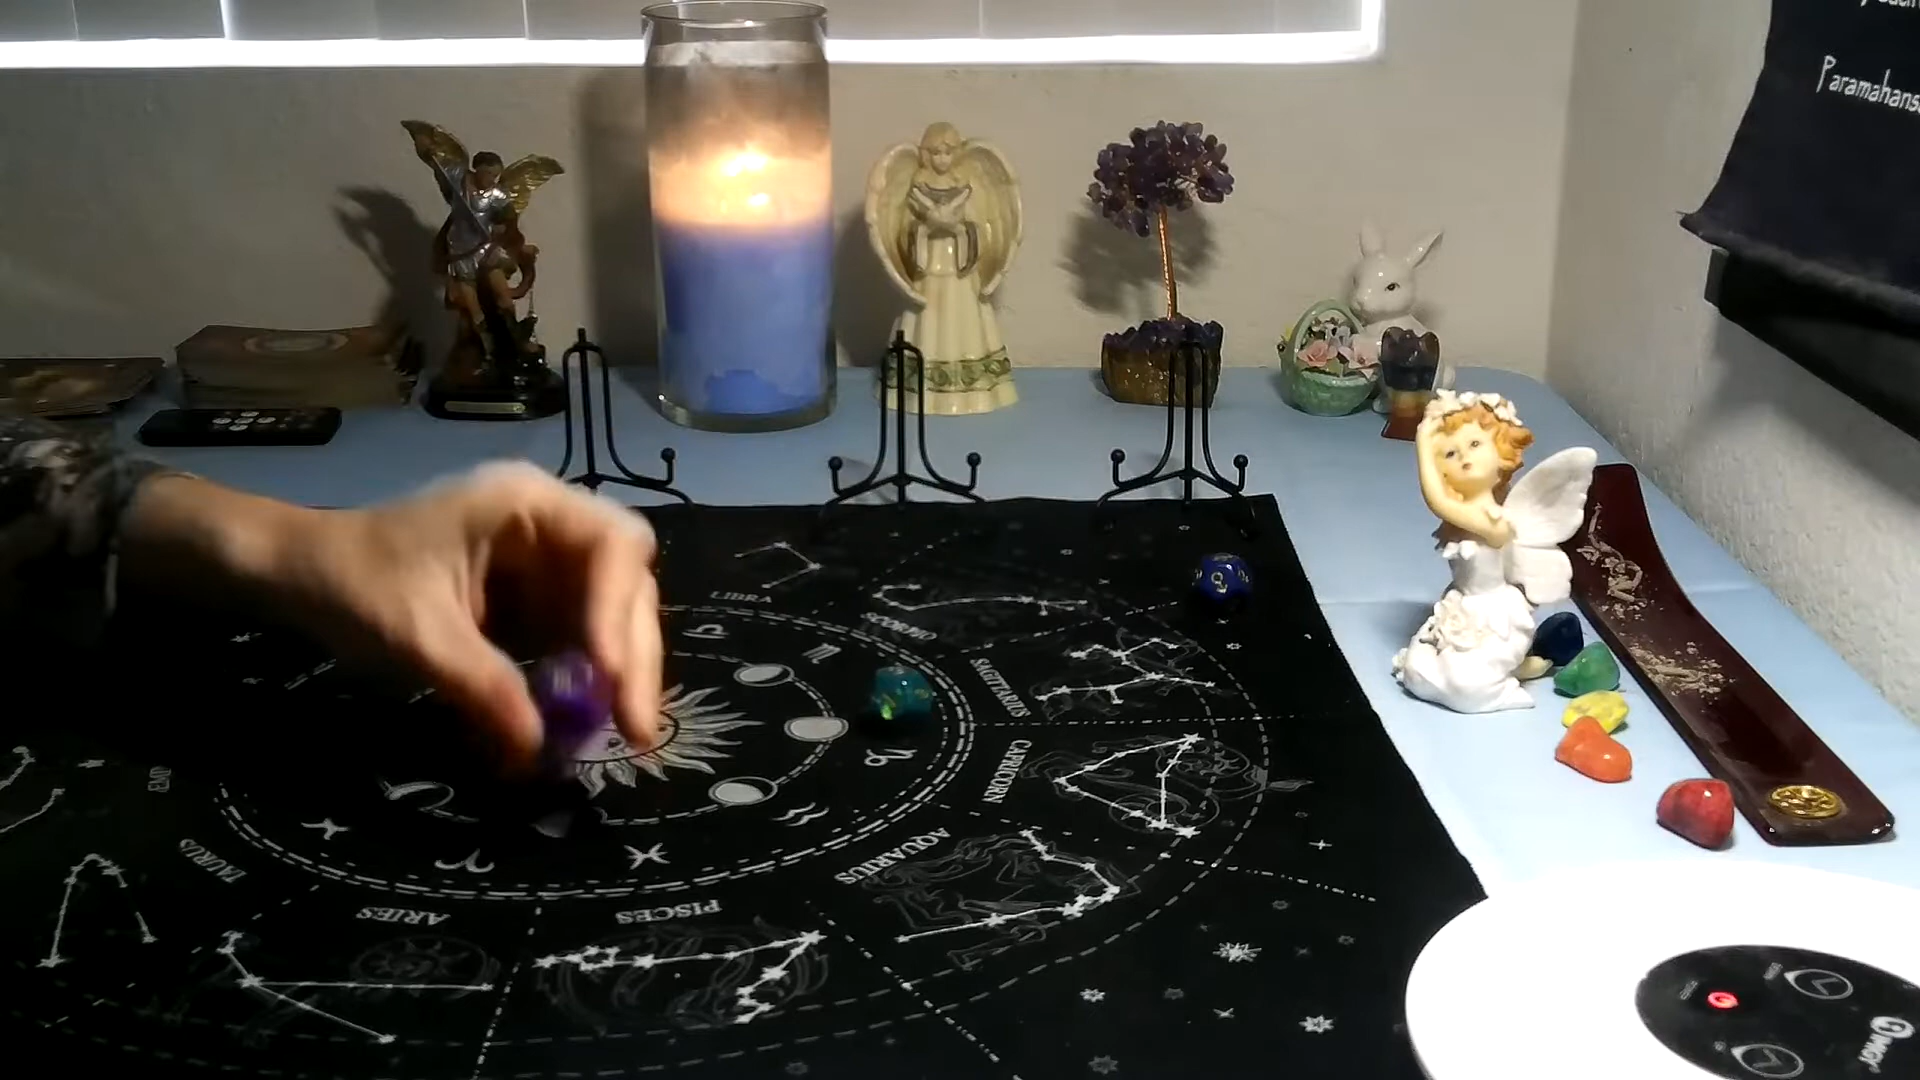 Paramahans
LIBRA
SCORPIO
SAGITTARIUS
CAPRICORN
AQUARIUS
PISCES
ARIES
TAURUS